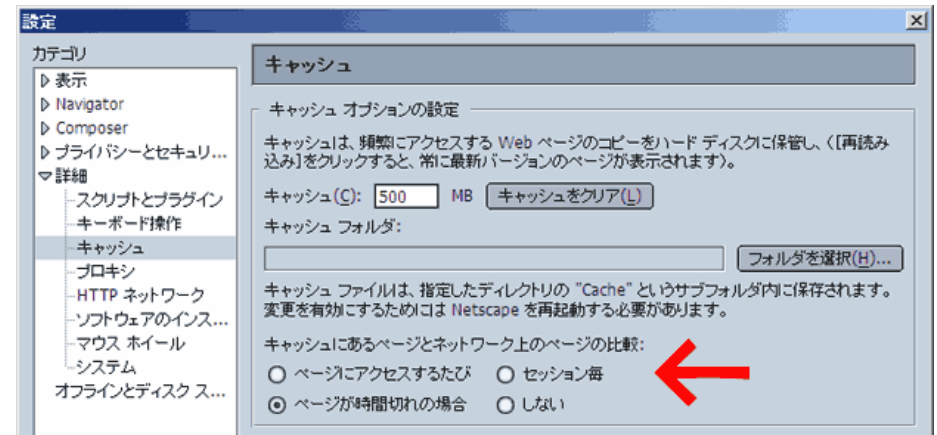 設定
カテゴリ
表示
Navigator
Composer
プライバシーとセキュリ...
詳細
スクリプトとプラグイン
キーボード操作
キャッシュ
プロキシ
HTTP ネットワーク
ソフトウェアのインス...
マウス ホイール
システム
オフラインとディスク ス...
キャッシュ
キャッシュ オプションの設定
キャッシュは、頻繁にアクセスする Web ページのコピーをハード ディスクに保管し、([再読み
込み]をクリックすると、常に最新バージョンのページが表示されます)。
キャッシュ(C): 500 MB キャッシュをクリア(L)
キャッシュ フォルダ:
フォルダを選択(H)...
キャッシュ ファイルは、指定したディレクトリの "Cache" というサブフォルダ内に保存されます。
変更を有効にするためには Netscape を再起動する必要があります。
キャッシュにあるページとネットワーク上のページの比較:
ページにアクセスするたび セッション毎
ページが時間切れの場合 しない